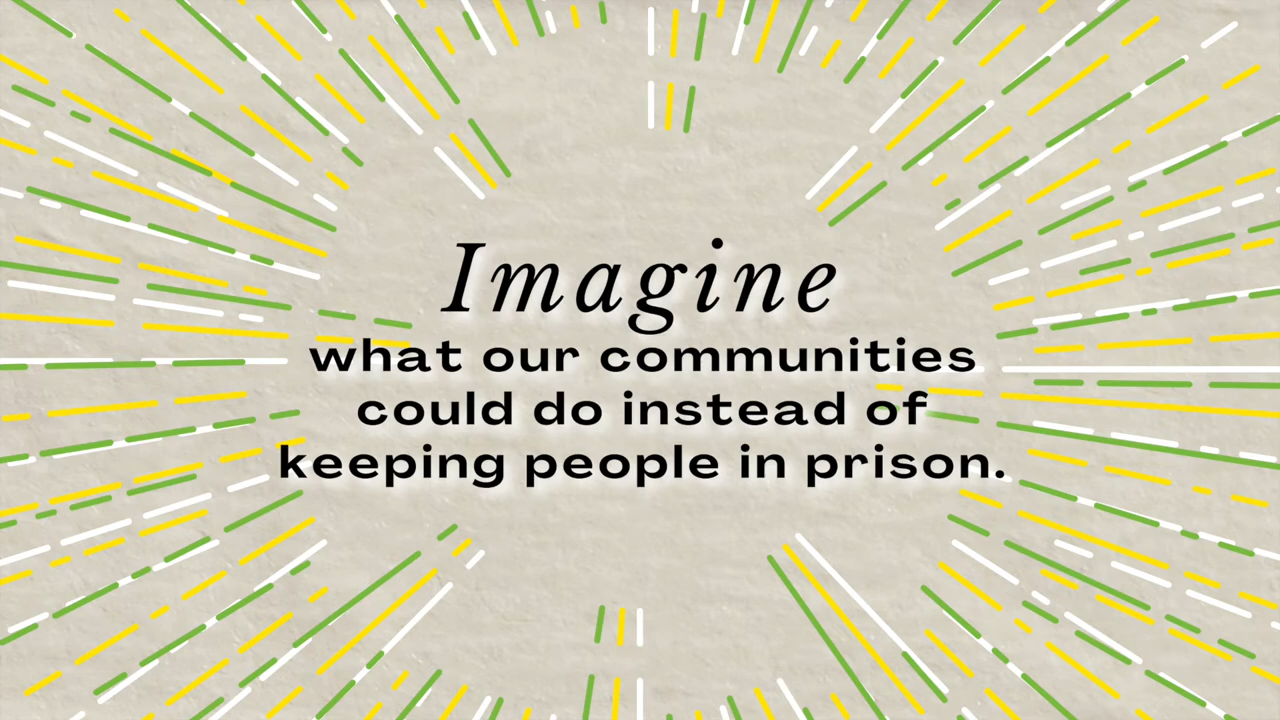 Imagine
what our communities
could do instead of
keeping people in prison.